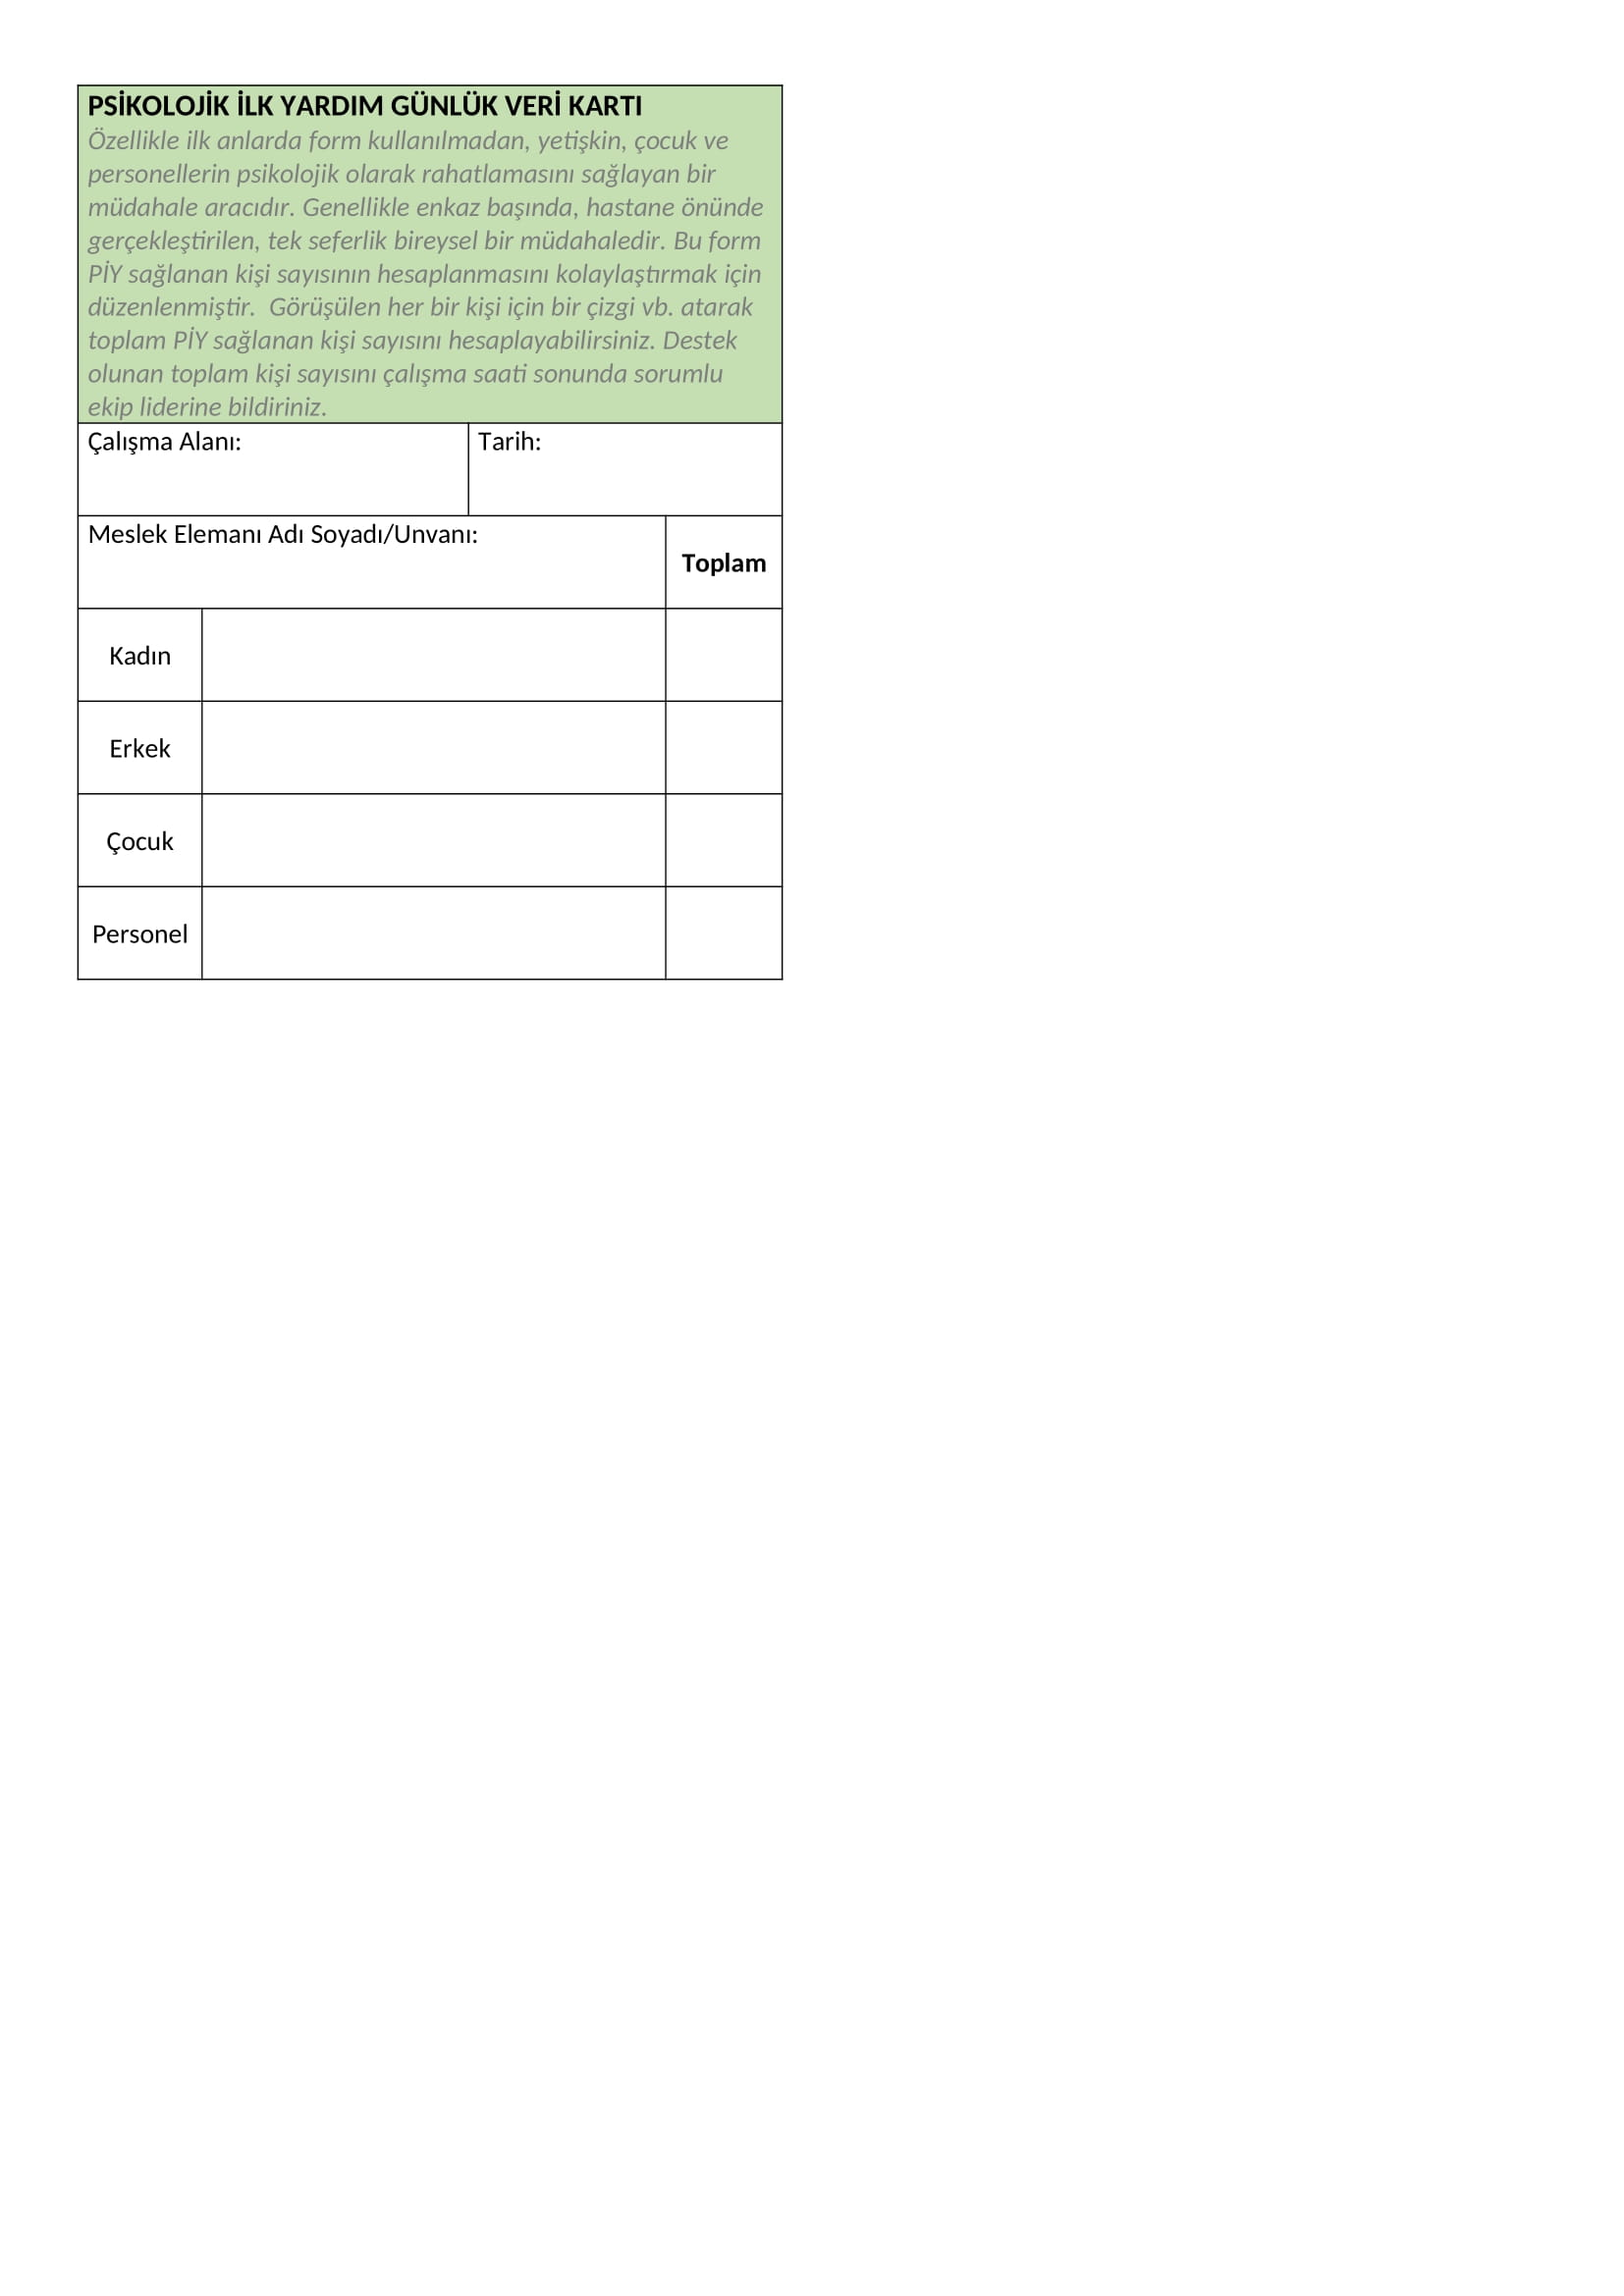 PSİKOLOJİK İLK YARDIM GÜNLÜK VERİ KARTI
Özellikle ilk anlarda form kullanılmadan, yetişkin, çocuk ve
personellerin psikolojik olarak rahatlamasını sağlayan bir
müdahale aracıdır. Genellikle enkaz başında, hastane önünde
gerçekleştirilen, tek seferlik bireysel bir müdahaledir. Bu form
PİY sağlanan kişi sayısının hesaplanmasını kolaylaştırmak için
düzenlenmiştir.  Görüşülen her bir kişi için bir çizgi vb. atarak
toplam PİY sağlanan kişi sayısını hesaplayabilirsiniz. Destek
olunan toplam kişi sayısını çalışma saati sonunda sorumlu
ekip liderine bildiriniz.
Çalışma Alanı: Tarih:
Meslek Elemanı Adı Soyadı/Unvanı:
Toplam
Kadın
Erkek
Çocuk
Personel